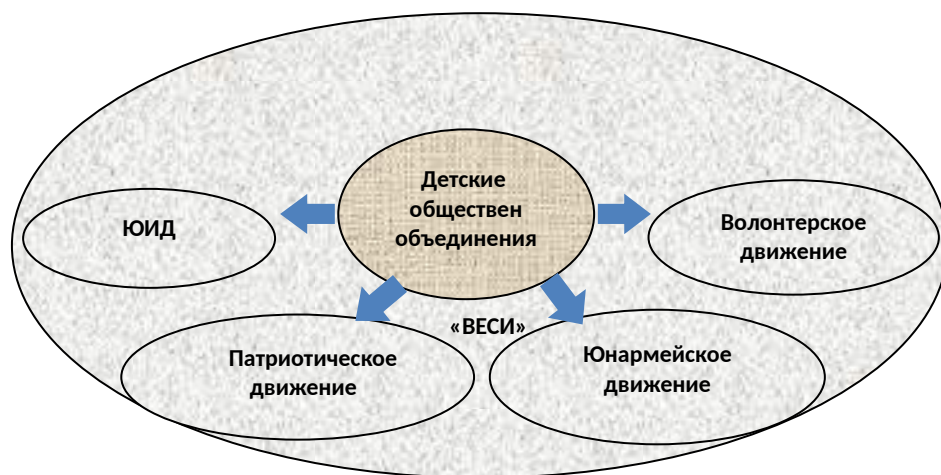 Детские
обществен
объединения
ЮИД
Волонтерское
движение
«ВЕСИ»
Патриотическое
движение
Юнармейское
движение